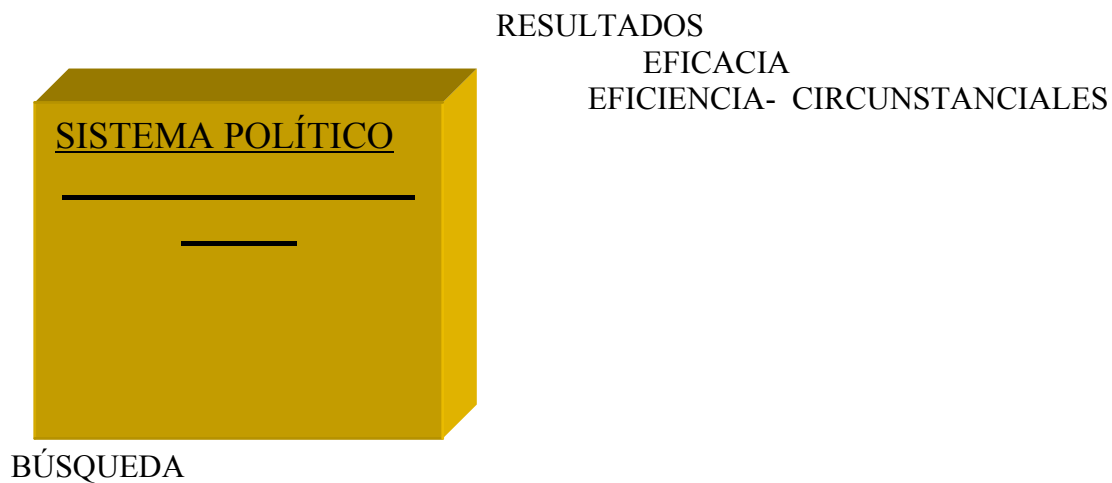 RESULTADOS
EFICACIA
EFICIENCIA- CIRCUNSTANCIALES
SISTEMA POLÍTICO
BÚSQUEDA